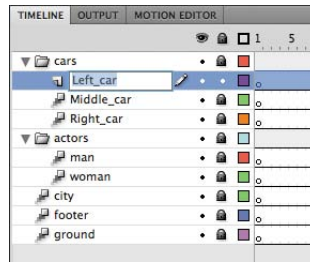 TIMELINE OUTPUT MOTION EDITOR
1 5
cars
Left_car
Middle_car
Right_car
actors
man
woman
city
footer
ground